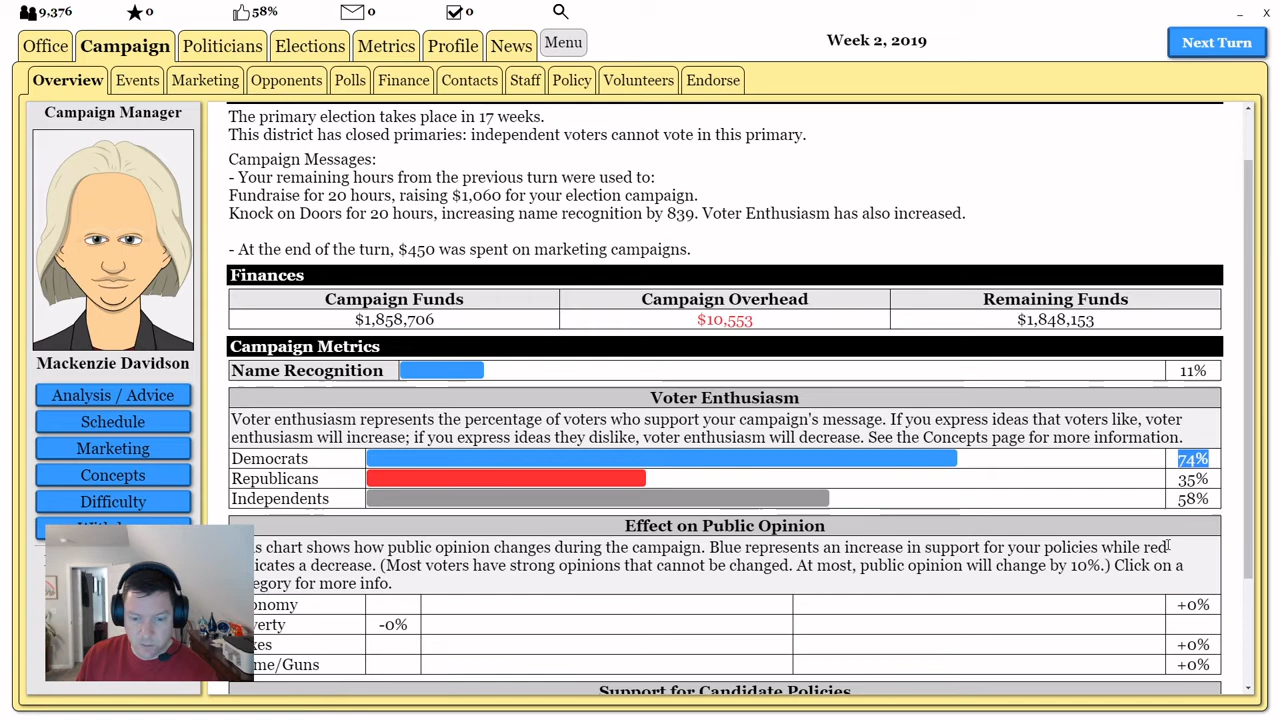 9,376 0 58% 0 0 _ X
Office Campaign Politicians Elections Metrics Profile News Menu Week 2, 2019 Next Turn
Overview Events Marketing Opponents Polls Finance Contacts Staff Policy Volunteers Endorse
Campaign Manager
Mackenzie Davidson
Analysis / Advice
Schedule
Marketing
Concepts
Difficulty
The primary election takes place in 17 weeks.
This district has closed primaries: independent voters cannot vote in this primary.
Campaign Messages:
- Your remaining hours from the previous turn were used to:
Fundraise for 20 hours, raising $1,060 for your election campaign.
Knock on Doors for 20 hours, increasing name recognition by 839. Voter Enthusiasm has also increased.
- At the end of the turn, $450 was spent on marketing campaigns.
Finances
Campaign Funds Campaign Overhead Remaining Funds
$1,858,706 $10,553 $1,848,153
Campaign Metrics
Name Recognition 11%
Voter Enthusiasm
Voter enthusiasm represents the percentage of voters who support your campaign's message. If you express ideas that voters like, voter
enthusiasm will increase; if you express ideas they dislike, voter enthusiasm will decrease. See the Concepts page for more information.
Democrats 74%
Republicans 35%
Independents 58%
Effect on Public Opinion
s chart shows how public opinion changes during the campaign. Blue represents an increase in support for your policies while red
icates a decrease. (Most voters have strong opinions that cannot be changed. At most, public opinion will change by 10%.) Click on a
egory for more info.
onomy +0%
verty -0%
xes +0%
me/Guns +0%
Support for Candidate Policies